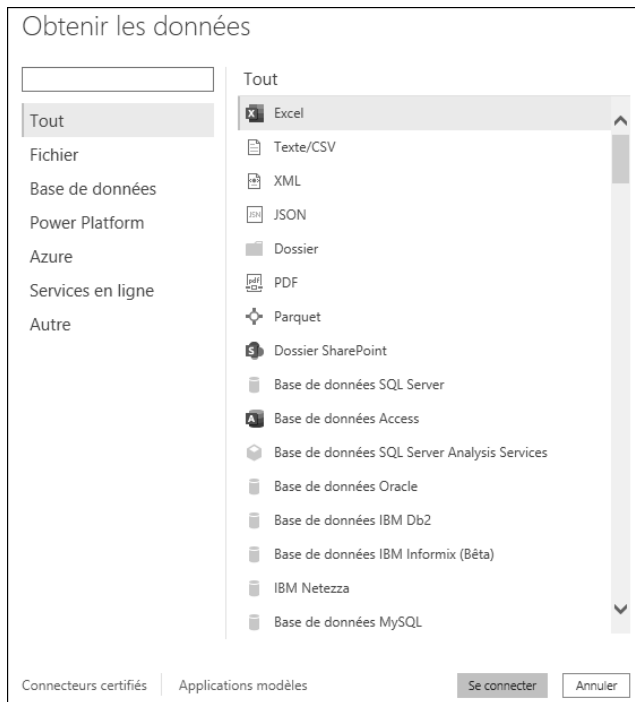 Obtenir les données
Tout
Fichier
Base de données
Power Platform
Azure
Services en ligne
Autre
Tout
Excel
Texte/CSV
XML
JSON
Dossier
PDF
Parquet
Dossier SharePoint
Base de données SQL Server
Base de données Access
Base de données SQL Server Analysis Services
Base de données Oracle
Base de données IBM Db2
Base de données IBM Informix (Bêta)
IBM Netezza
Base de données MySQL
Connecteurs certifiés
Applications modèles
Se connecter
Annuler